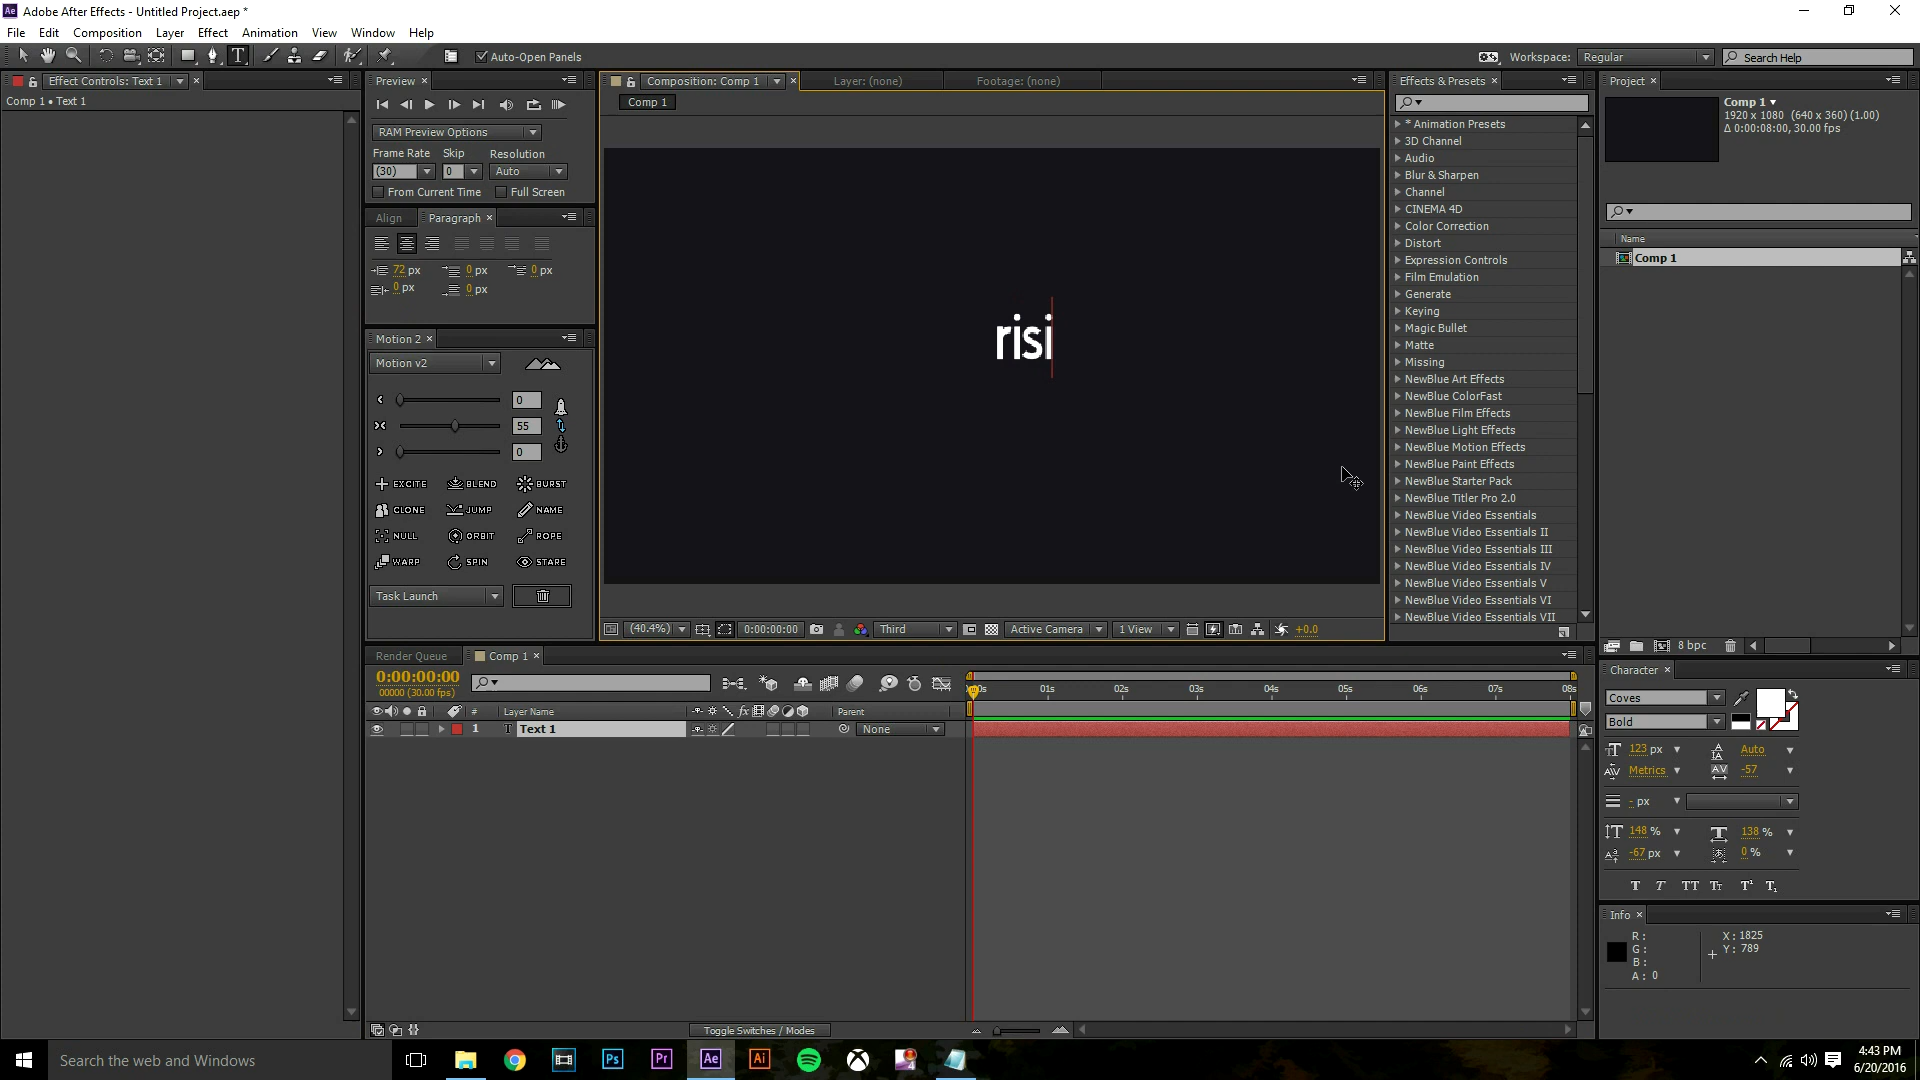 Adobe After Effects - Untitled Project.aep *
File Edit Composition Layer Effect Animation View Window Help
Auto-Open Panels
Workspace: Regular
Search Help
Effect Controls: Text 1
Comp 1 • Text 1
Preview
RAM Preview Options
Frame Rate Skip Resolution
(30) 0 Auto
From Current Time Full Screen
Align Paragraph
72 px 0 px 0 px
0 px 0 px
Motion 2
Motion v2
0
55
0
EXCITE BLEND BURST
CLONE JUMP NAME
NULL ORBIT ROPE
WARP SPIN STARE
Task Launch
Composition: Comp 1 Layer: (none) Footage: (none)
Comp 1
risi
(40.4%) 0:00:00:00 Third Active Camera 1 View +0.0
Effects & Presets
* Animation Presets
3D Channel
Audio
Blur & Sharpen
Channel
CINEMA 4D
Color Correction
Distort
Expression Controls
Film Emulation
Generate
Keying
Magic Bullet
Matte
Missing
NewBlue Art Effects
NewBlue ColorFast
NewBlue Film Effects
NewBlue Light Effects
NewBlue Motion Effects
NewBlue Paint Effects
NewBlue Starter Pack
NewBlue Titler Pro 2.0
NewBlue Video Essentials
NewBlue Video Essentials II
NewBlue Video Essentials III
NewBlue Video Essentials IV
NewBlue Video Essentials V
NewBlue Video Essentials VI
NewBlue Video Essentials VII
Project
Comp 1
1920 x 1080 (640 x 360) (1.00)
Δ 0:00:08:00, 30.00 fps
Name
Comp 1
8 bpc
Render Queue Comp 1
0:00:00:00
00000 (30.00 fps)
# Layer Name fx Parent
1 T Text 1 None
00s 01s 02s 03s 04s 05s 06s 07s 08s
Toggle Switches / Modes
Character
Coves
Bold
123 px Auto
Metrics -57
- px
148 % 138 %
-67 px 0 %
T T TT Tt T¹ T₁
Info
R: X: 1825
G: Y: 789
B:
A: 0
Search the web and Windows
Ps Pr Ae Ai
4:43 PM
6/20/2016